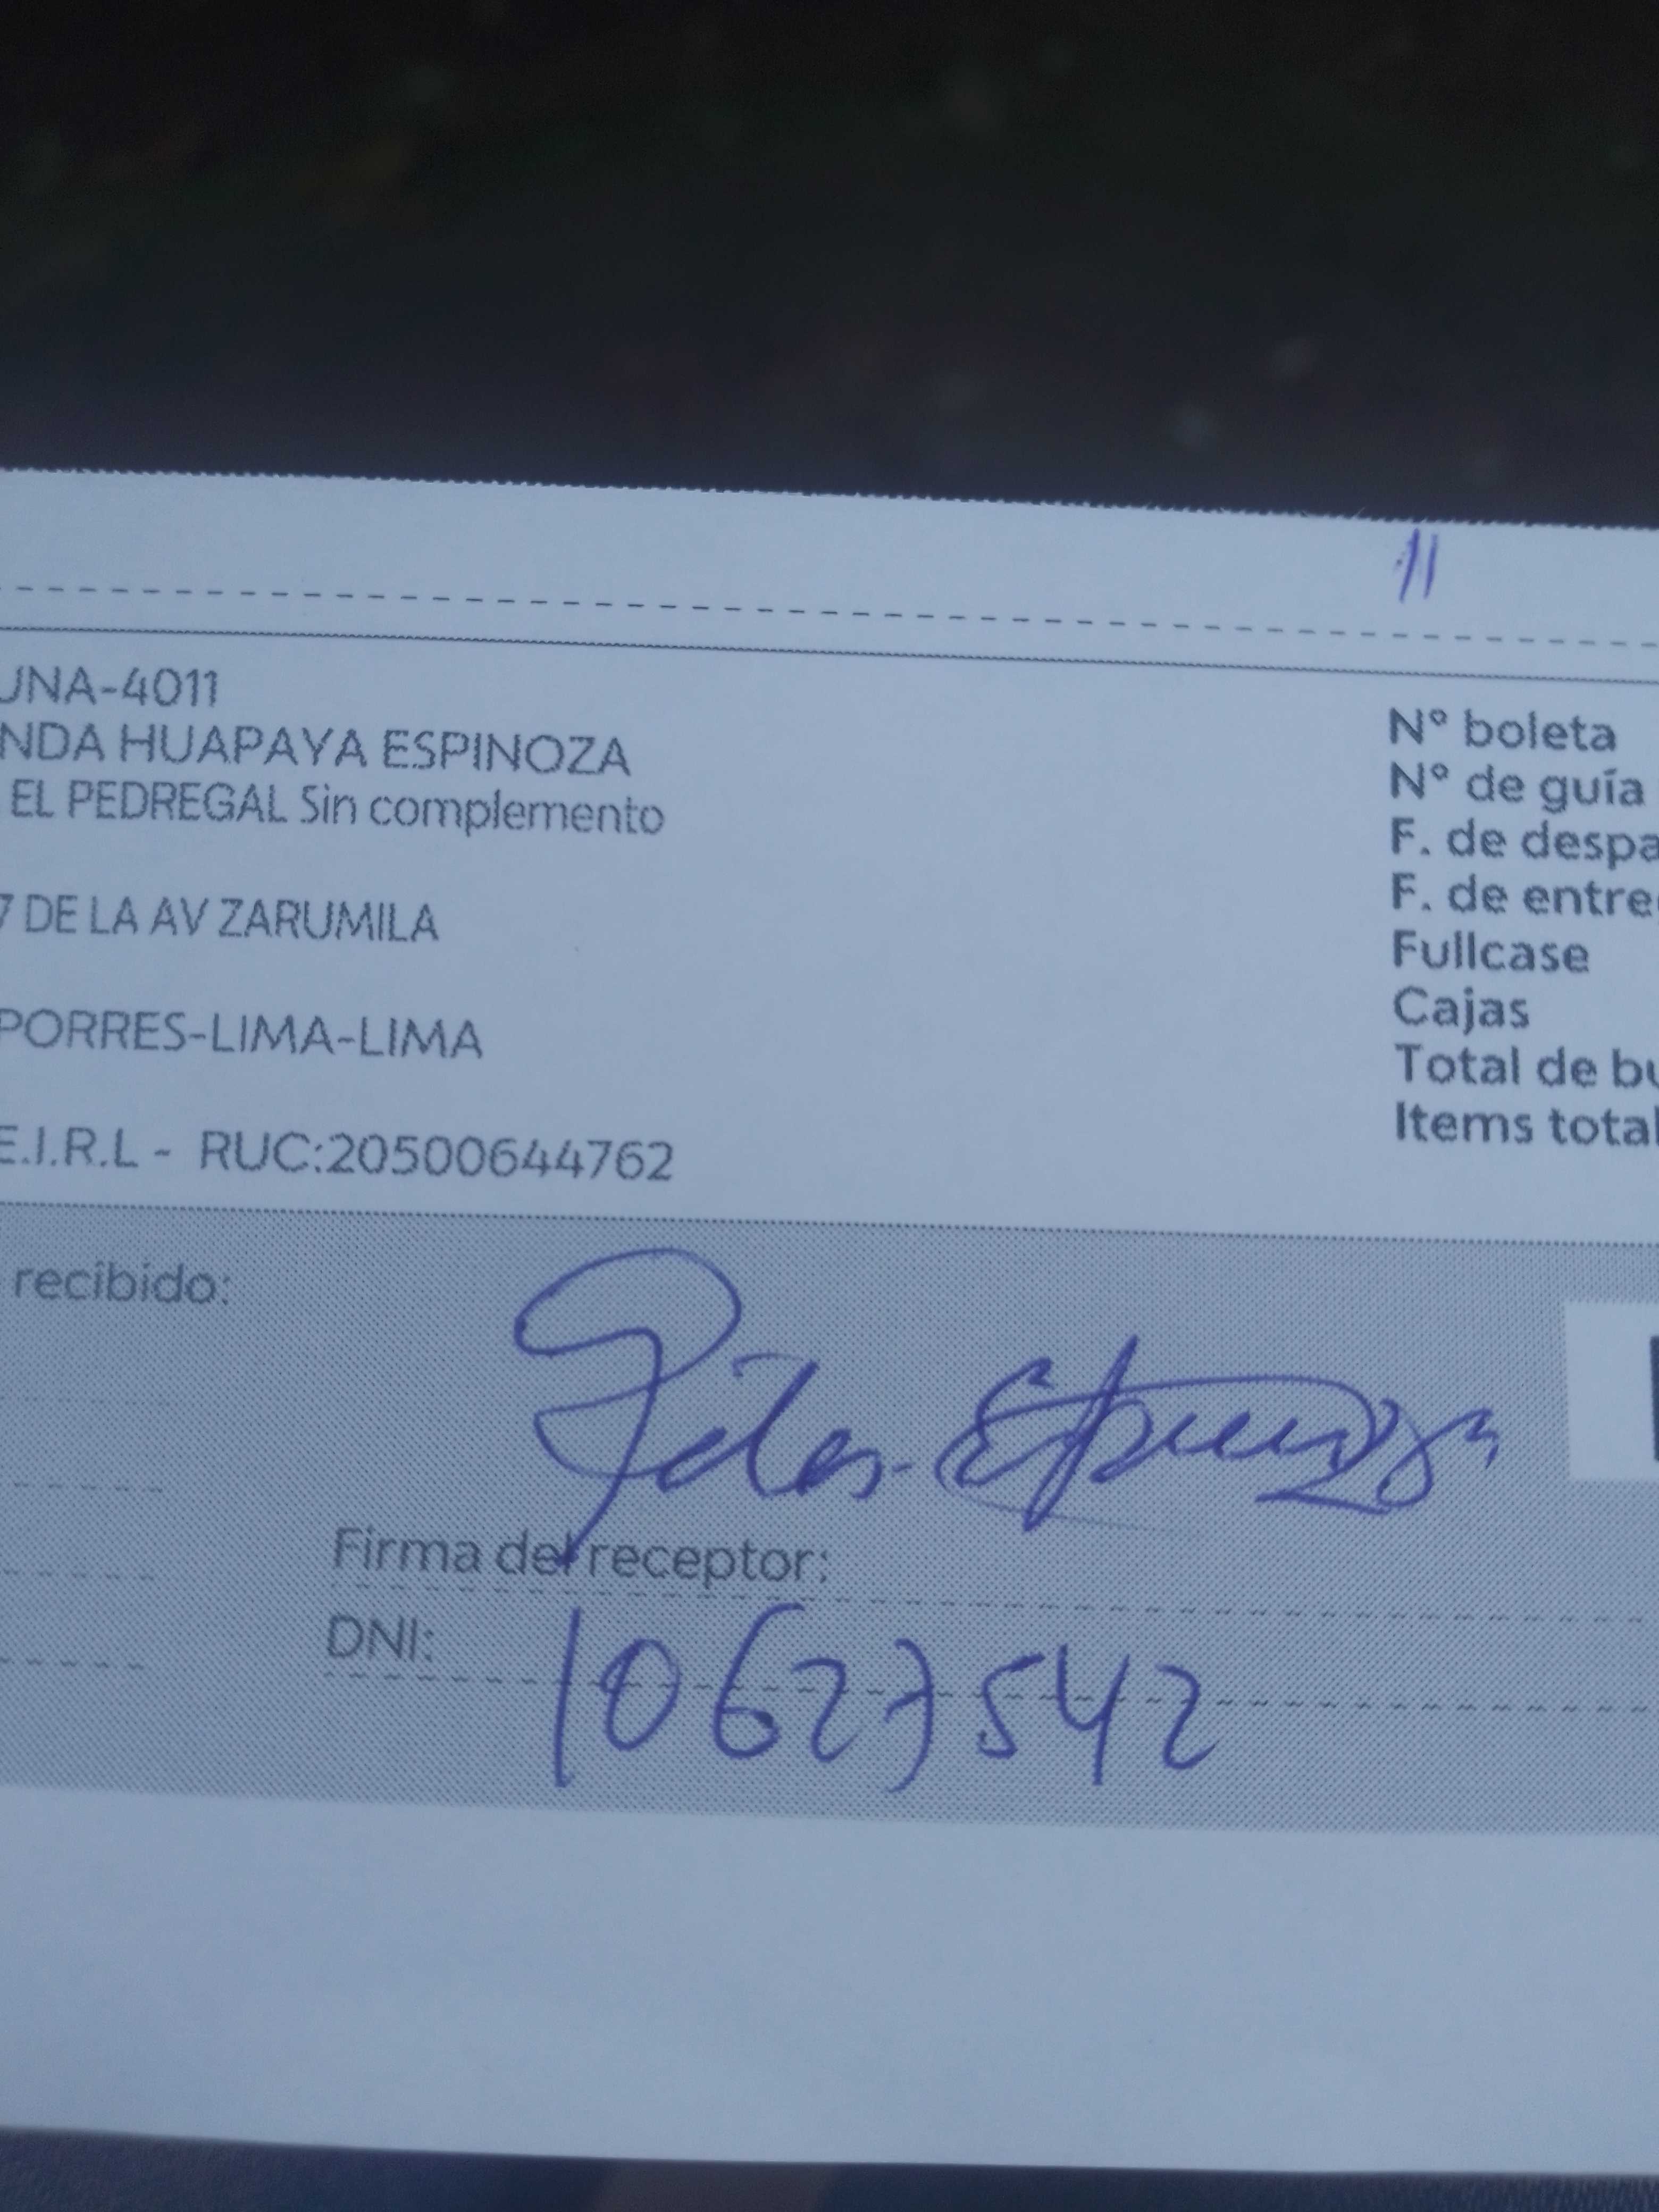 11
UNA-4011
NDA HUAPAYA ESPINOZA
EL PEDREGAL Sin complemento
7 DE LA AV ZARUMILA
PORRES-LIMA-LIMA
E.I.R.L - RUC:20500644762
N° boleta
N° de guía
F. de despa
F. de entre
Fullcase
Cajas
Total de bu
Items total
recibido:
Pilar Espinoza
Firma del receptor:
DNI: 10627542